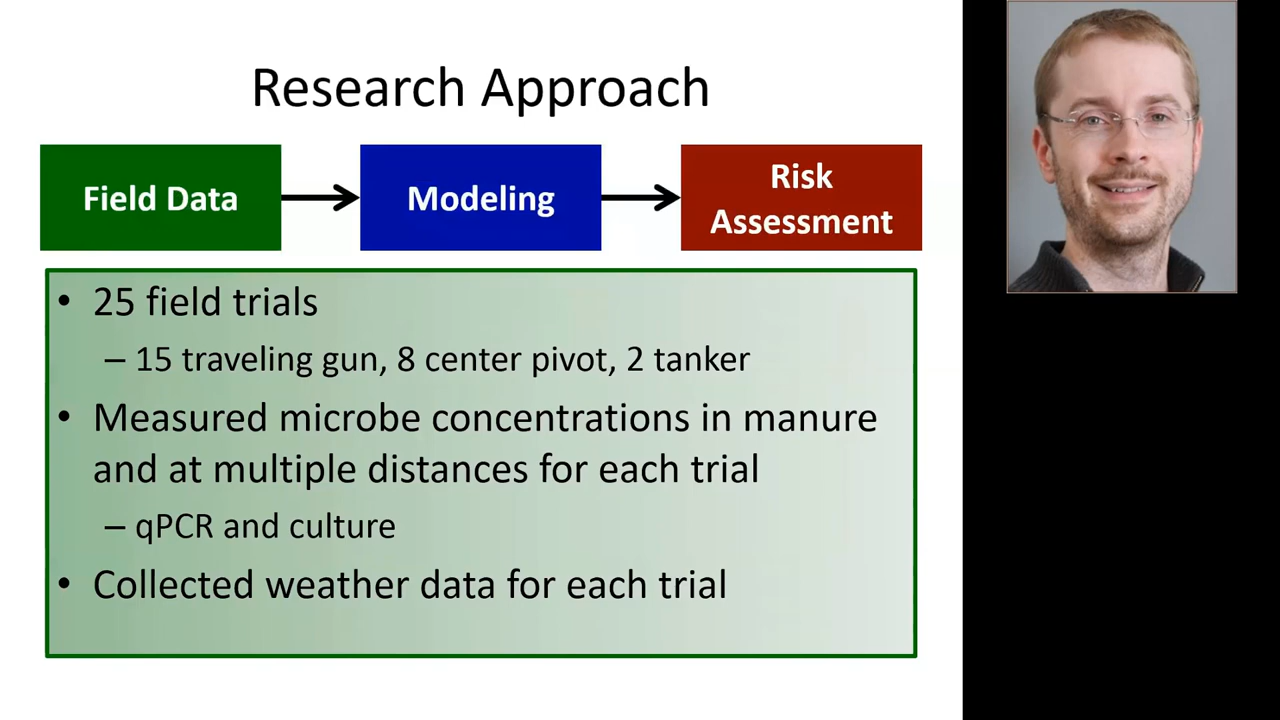 Research Approach
Field Data
Modeling
Risk
Assessment
• 25 field trials
– 15 traveling gun, 8 center pivot, 2 tanker
• Measured microbe concentrations in manure
and at multiple distances for each trial
– qPCR and culture
• Collected weather data for each trial